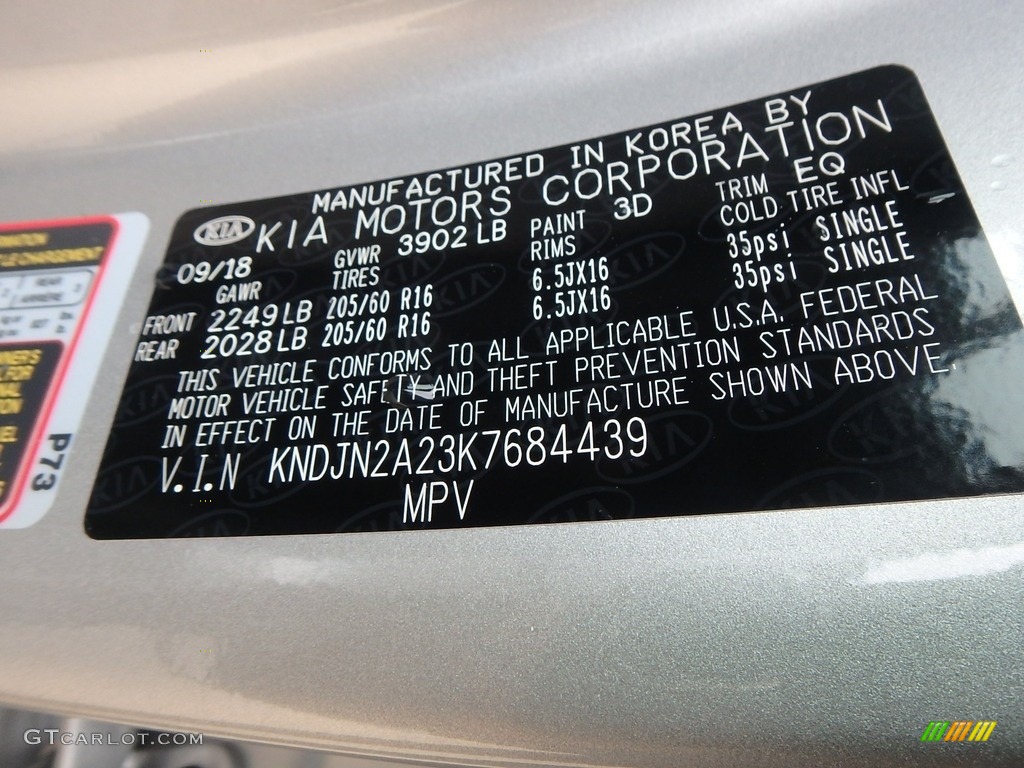 MANUFACTURED IN KOREA BY
KIA KIA MOTORS CORPORATION
09/18 GVWR 3902 LB PAINT 3D TRIM EQ
GAWR TIRES RIMS COLD TIRE INFL
FRONT 2249 LB 205/60 R16 6.5JX16 35psi SINGLE
REAR 2028 LB 205/60 R16 6.5JX16 35psi SINGLE
THIS VEHICLE CONFORMS TO ALL APPLICABLE U.S.A. FEDERAL
MOTOR VEHICLE SAFETY AND THEFT PREVENTION STANDARDS
IN EFFECT ON THE DATE OF MANUFACTURE SHOWN ABOVE.
V.I.N KNDJN2A23K7684439
MPV
P73
GTCARLOT.COM